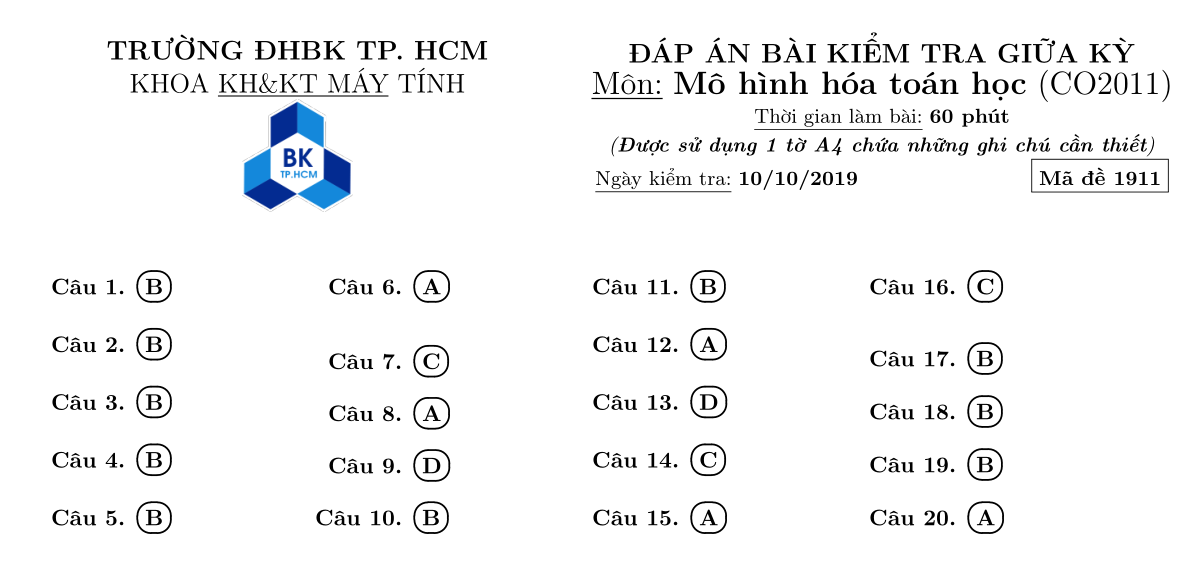 TRƯỜNG ĐHBK TP. HCM
KHOA KH&KT MÁY TÍNH
BK
TP.HCM
ĐÁP ÁN BÀI KIỂM TRA GIỮA KỲ
Môn: Mô hình hóa toán học (CO2011)
Thời gian làm bài: 60 phút
(Được sử dụng 1 tờ A4 chứa những ghi chú cần thiết)
Ngày kiểm tra: 10/10/2019 Mã đề 1911
Câu 1. B
Câu 2. B
Câu 3. B
Câu 4. B
Câu 5. B
Câu 6. A
Câu 7. C
Câu 8. A
Câu 9. D
Câu 10. B
Câu 11. B
Câu 12. A
Câu 13. D
Câu 14. C
Câu 15. A
Câu 16. C
Câu 17. B
Câu 18. B
Câu 19. B
Câu 20. A